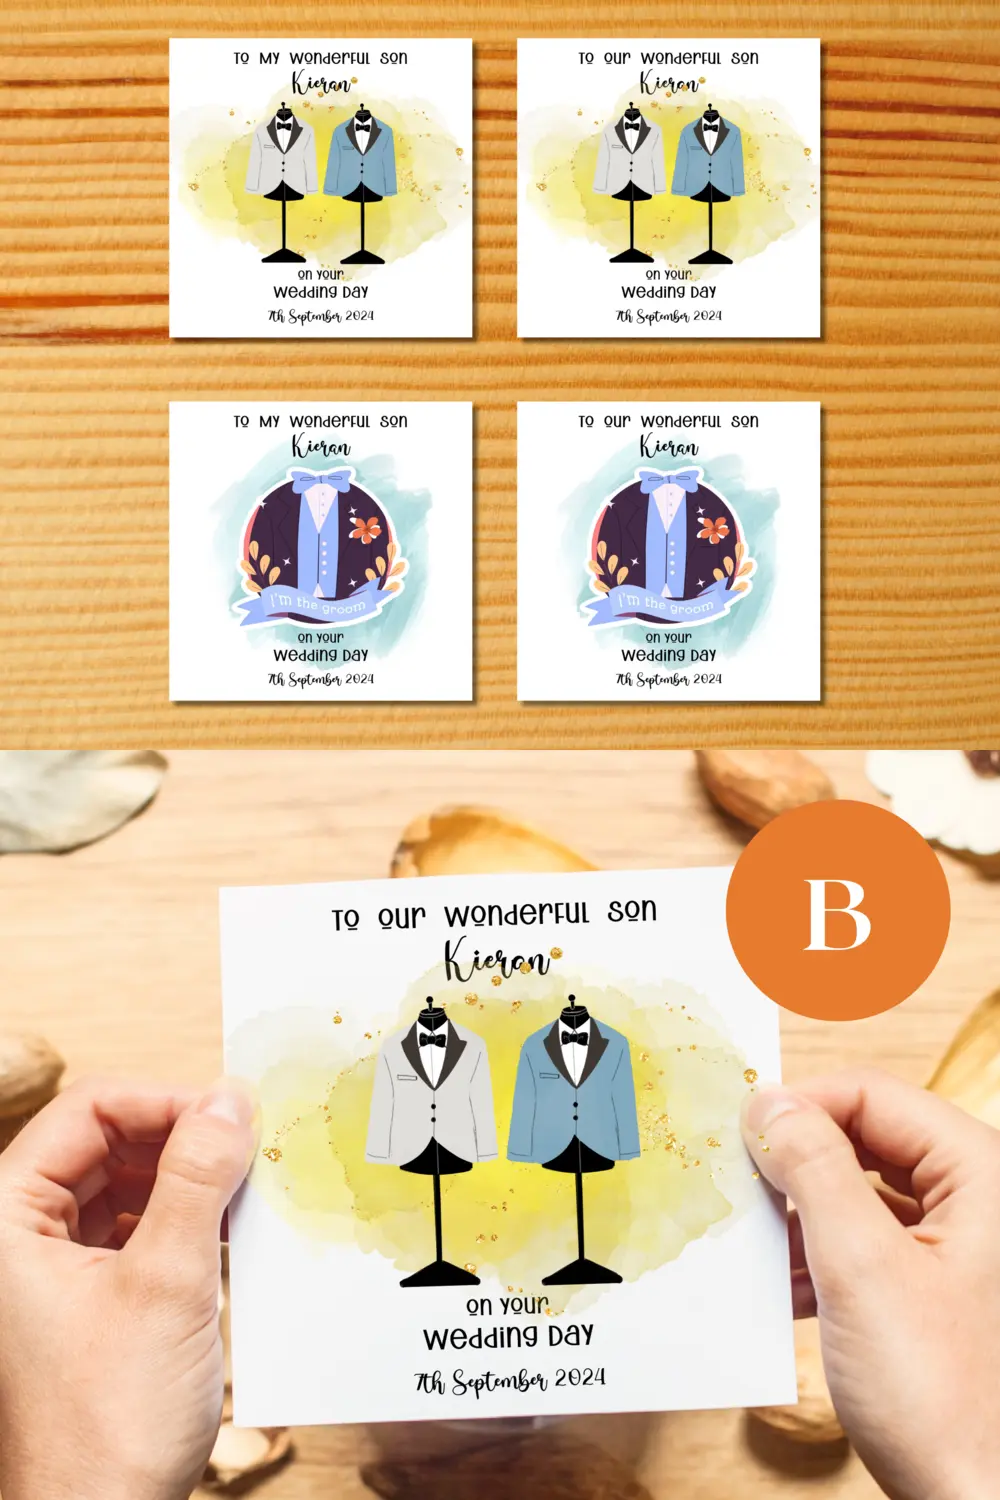 To My Wonderful Son
Kieran
on your
Wedding Day
7th September 2024
To Our Wonderful Son
Kieran
on your
Wedding Day
7th September 2024
To My Wonderful Son
Kieran
I'm the groom
on your
Wedding Day
7th September 2024
To Our Wonderful Son
Kieran
I'm the groom
on your
Wedding Day
7th September 2024
B
To Our Wonderful Son
Kieran
on your
Wedding Day
7th September 2024